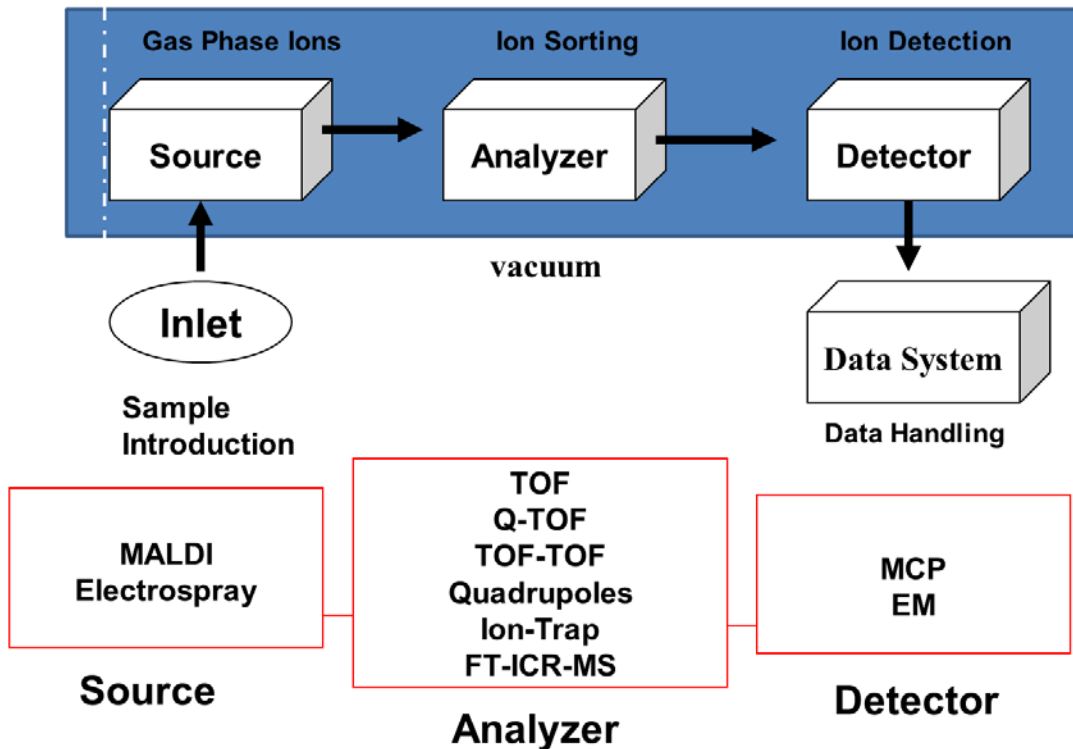 Gas Phase Ions
Ion Sorting
Ion Detection
Source
Analyzer
Detector
vacuum
Inlet
Data System
Sample
Introduction
Data Handling
MALDI
Electrospray
TOF
Q-TOF
TOF-TOF
Quadrupoles
Ion-Trap
FT-ICR-MS
MCP
EM
Source
Analyzer
Detector